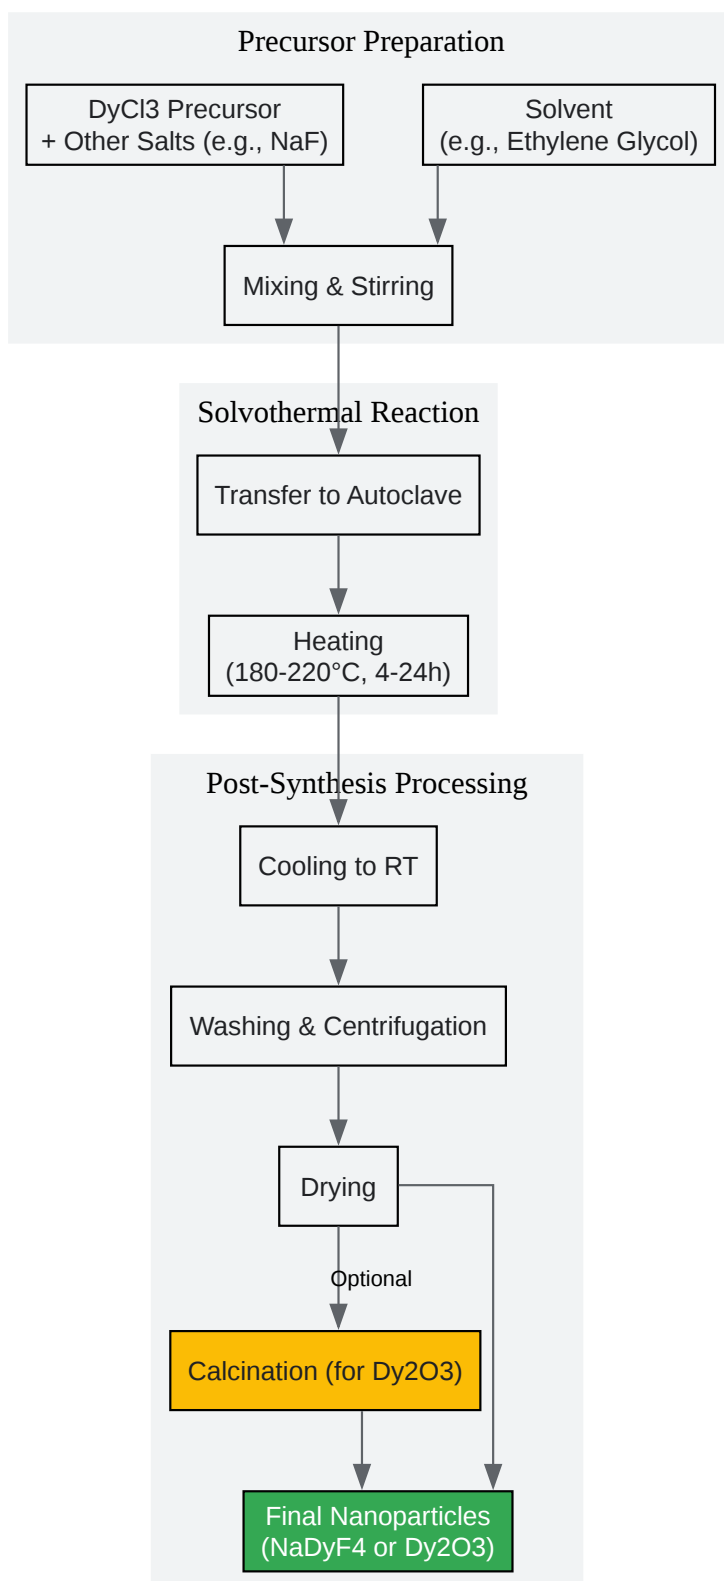 Precursor Preparation
DyCl3 Precursor
+ Other Salts (e.g., NaF)
Solvent
(e.g., Ethylene Glycol)
Mixing & Stirring
Solvothermal Reaction
Transfer to Autoclave
Heating
(180-220°C, 4-24h)
Post-Synthesis Processing
Cooling to RT
Washing & Centrifugation
Drying
Optional
Calcination (for Dy2O3)
Final Nanoparticles
(NaDyF4 or Dy2O3)